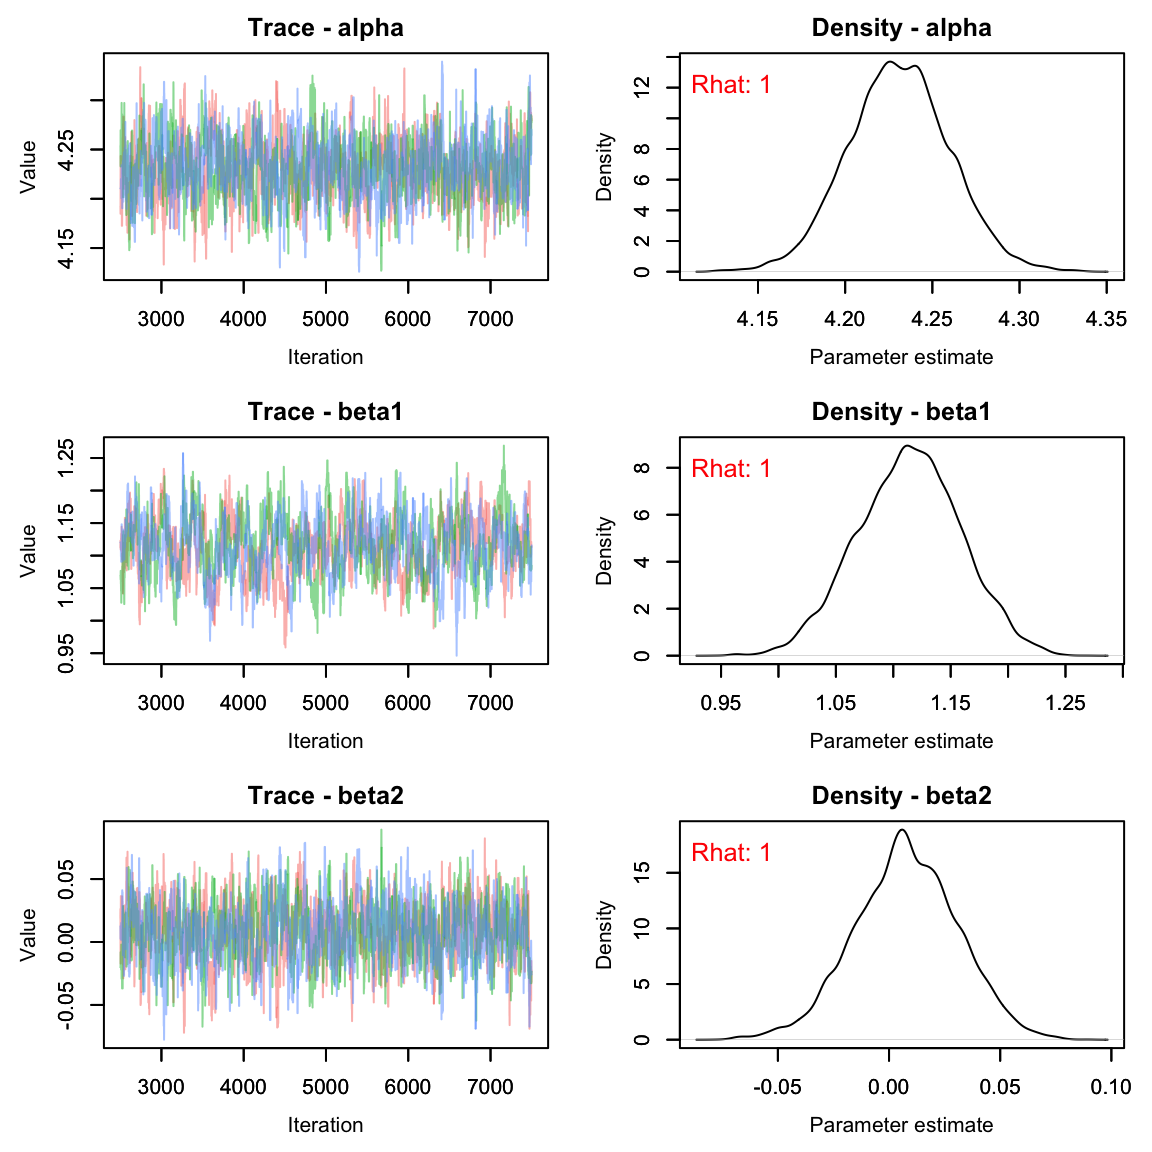 Trace - alpha
Value
4.15
4.25
3000 4000 5000 6000 7000
Iteration
Density - alpha
Rhat: 1
Density
0 2 4 6 8 12
4.15 4.20 4.25 4.30 4.35
Parameter estimate
Trace - beta1
Value
0.95 1.05 1.15 1.25
3000 4000 5000 6000 7000
Iteration
Density - beta1
Rhat: 1
Density
0 2 4 6 8
0.95 1.05 1.15 1.25
Parameter estimate
Trace - beta2
Value
-0.05 0.00 0.05
3000 4000 5000 6000 7000
Iteration
Density - beta2
Rhat: 1
Density
0 5 10 15
-0.05 0.00 0.05 0.10
Parameter estimate